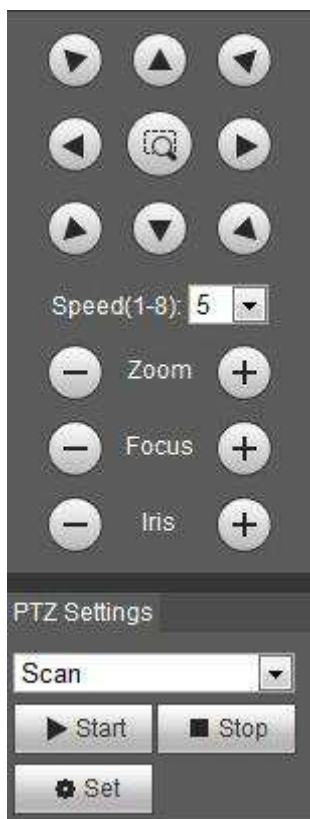 Speed(1-8): 5
Zoom
Focus
Iris
PTZ Settings
Scan
Start Stop
Set